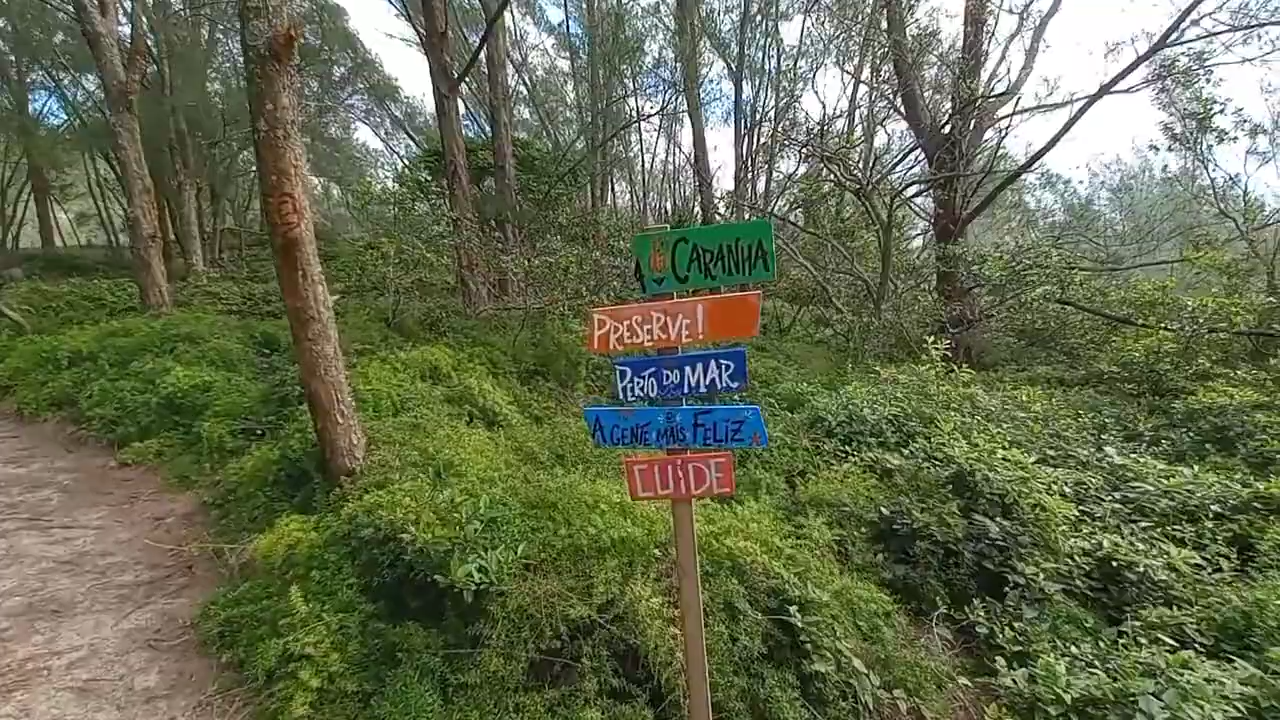 CARANHA
PRESERVE!
PERTO DO MAR
A GENTE É MAIS FELIZ
CUIDE